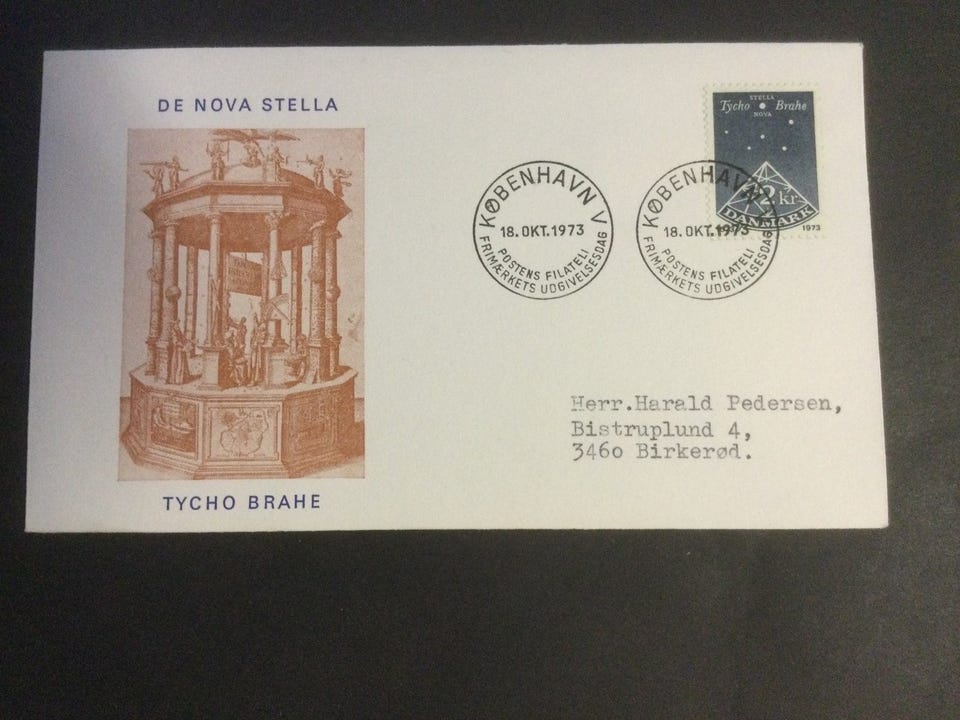 DE NOVA STELLA
TYCHO BRAHE
KØBENHAVN V
18.OKT.1973
POSTENS FILATELI
FRIMÆRKETS UDGIVELSESDAG
KØBENHAVN V
18.OKT.1973
POSTENS FILATELI
FRIMÆRKETS UDGIVELSESDAG
STELLA
Tycho Brahe
NOVA
2 kr
DANMARK
1973
Herr.Harald Pedersen,
Bistruplund 4,
346o Birkerød.